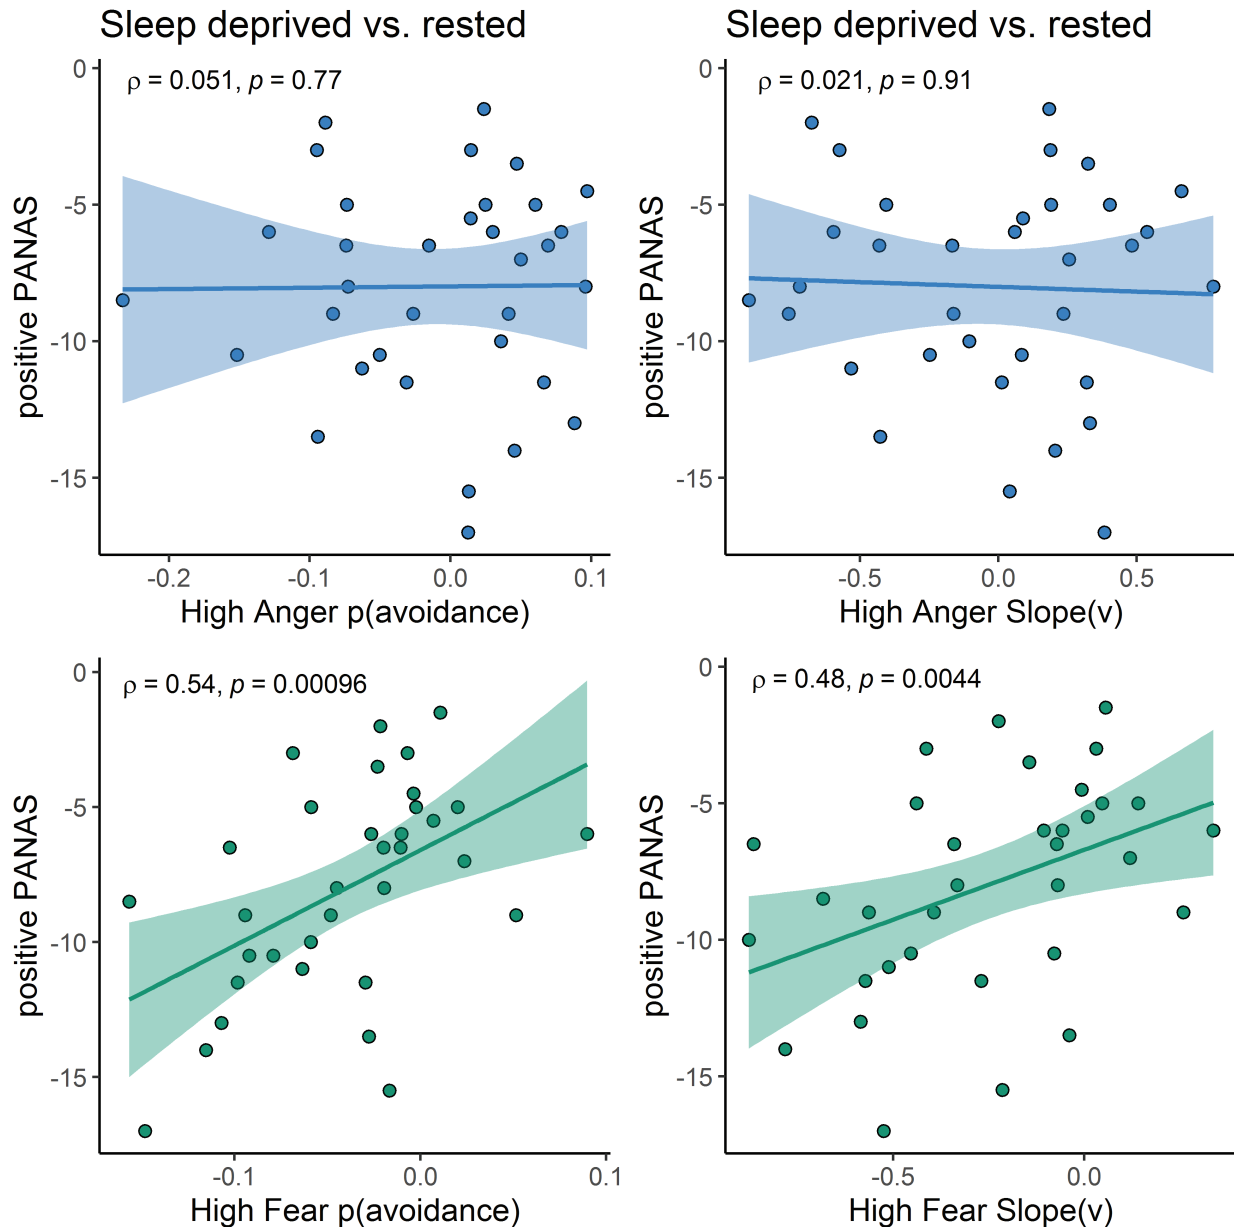 Sleep deprived vs. rested
ρ = 0.051, p = 0.77
positive PANAS
0
-5
-10
-15
-0.2 -0.1 0.0 0.1
High Anger p(avoidance)
Sleep deprived vs. rested
ρ = 0.021, p = 0.91
positive PANAS
0
-5
-10
-15
-0.5 0.0 0.5
High Anger Slope(v)
ρ = 0.54, p = 0.00096
positive PANAS
0
-5
-10
-15
-0.1 0.0 0.1
High Fear p(avoidance)
ρ = 0.48, p = 0.0044
positive PANAS
0
-5
-10
-15
-0.5 0.0
High Fear Slope(v)